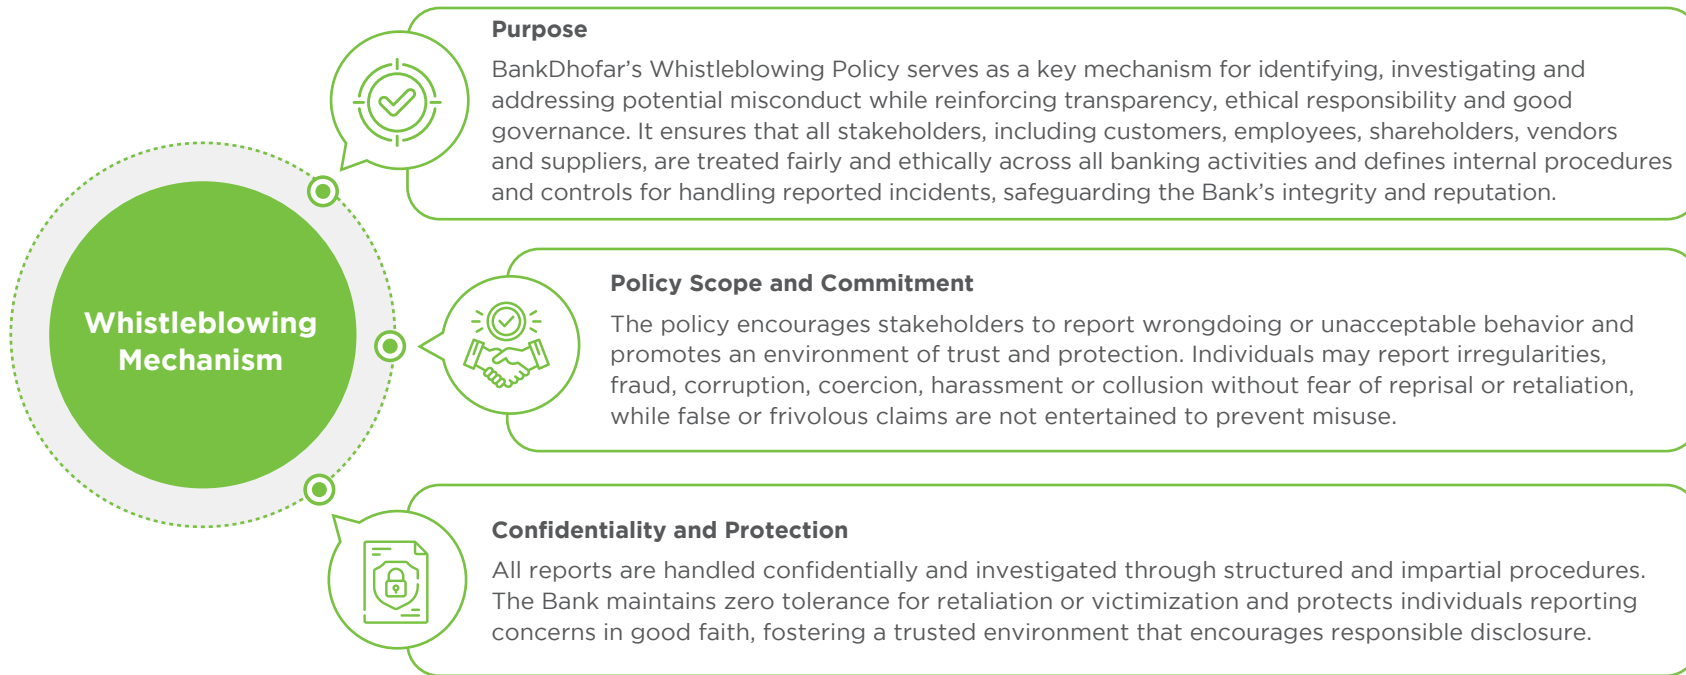 Purpose
BankDhofar's Whistleblowing Policy serves as a key mechanism for identifying, investigating and
addressing potential misconduct while reinforcing transparency, ethical responsibility and good
governance. It ensures that all stakeholders, including customers, employees, shareholders, vendors
and suppliers, are treated fairly and ethically across all banking activities and defines internal procedures
and controls for handling reported incidents, safeguarding the Bank's integrity and reputation.
Whistleblowing
Mechanism
Policy Scope and Commitment
The policy encourages stakeholders to report wrongdoing or unacceptable behavior and
promotes an environment of trust and protection. Individuals may report irregularities,
fraud, corruption, coercion, harassment or collusion without fear of reprisal or retaliation,
while false or frivolous claims are not entertained to prevent misuse.
Confidentiality and Protection
All reports are handled confidentially and investigated through structured and impartial procedures.
The Bank maintains zero tolerance for retaliation or victimization and protects individuals reporting
concerns in good faith, fostering a trusted environment that encourages responsible disclosure.